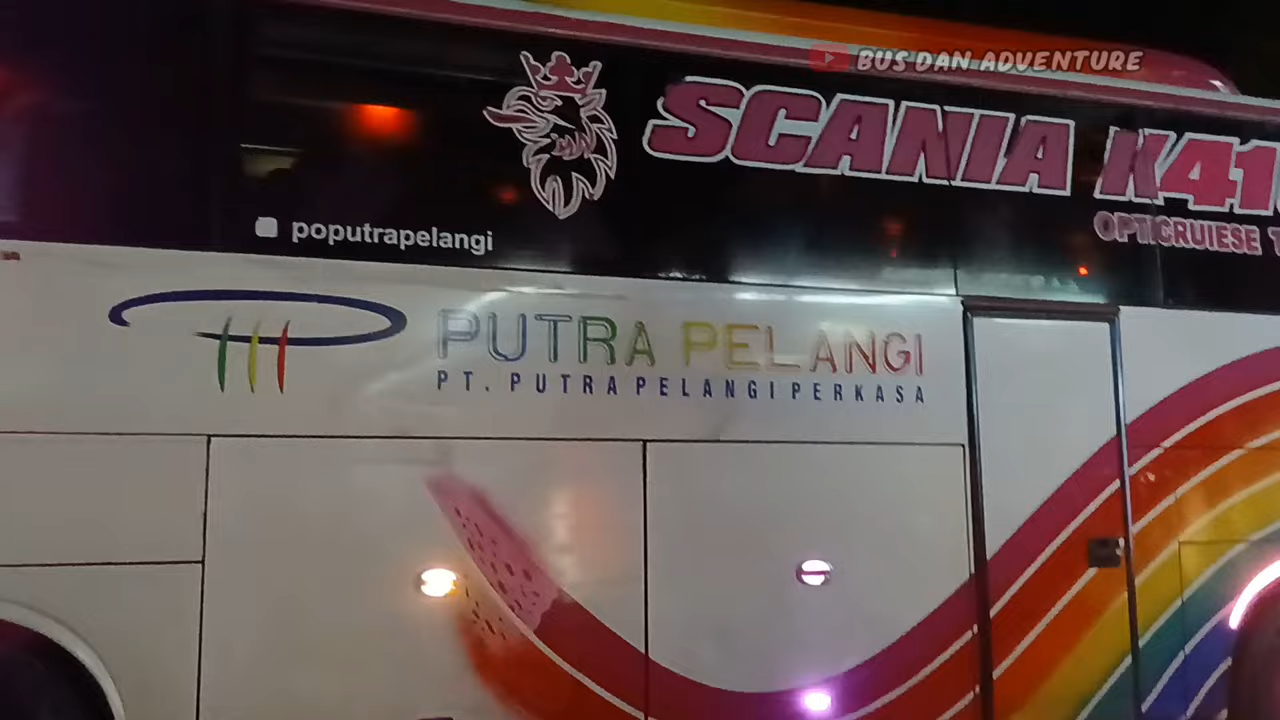 BUS DAN ADVENTURE
SCANIA K41
OPTICRUIESE
poputrapelangi
PUTRA PELANGI
PT. PUTRA PELANGI PERKASA